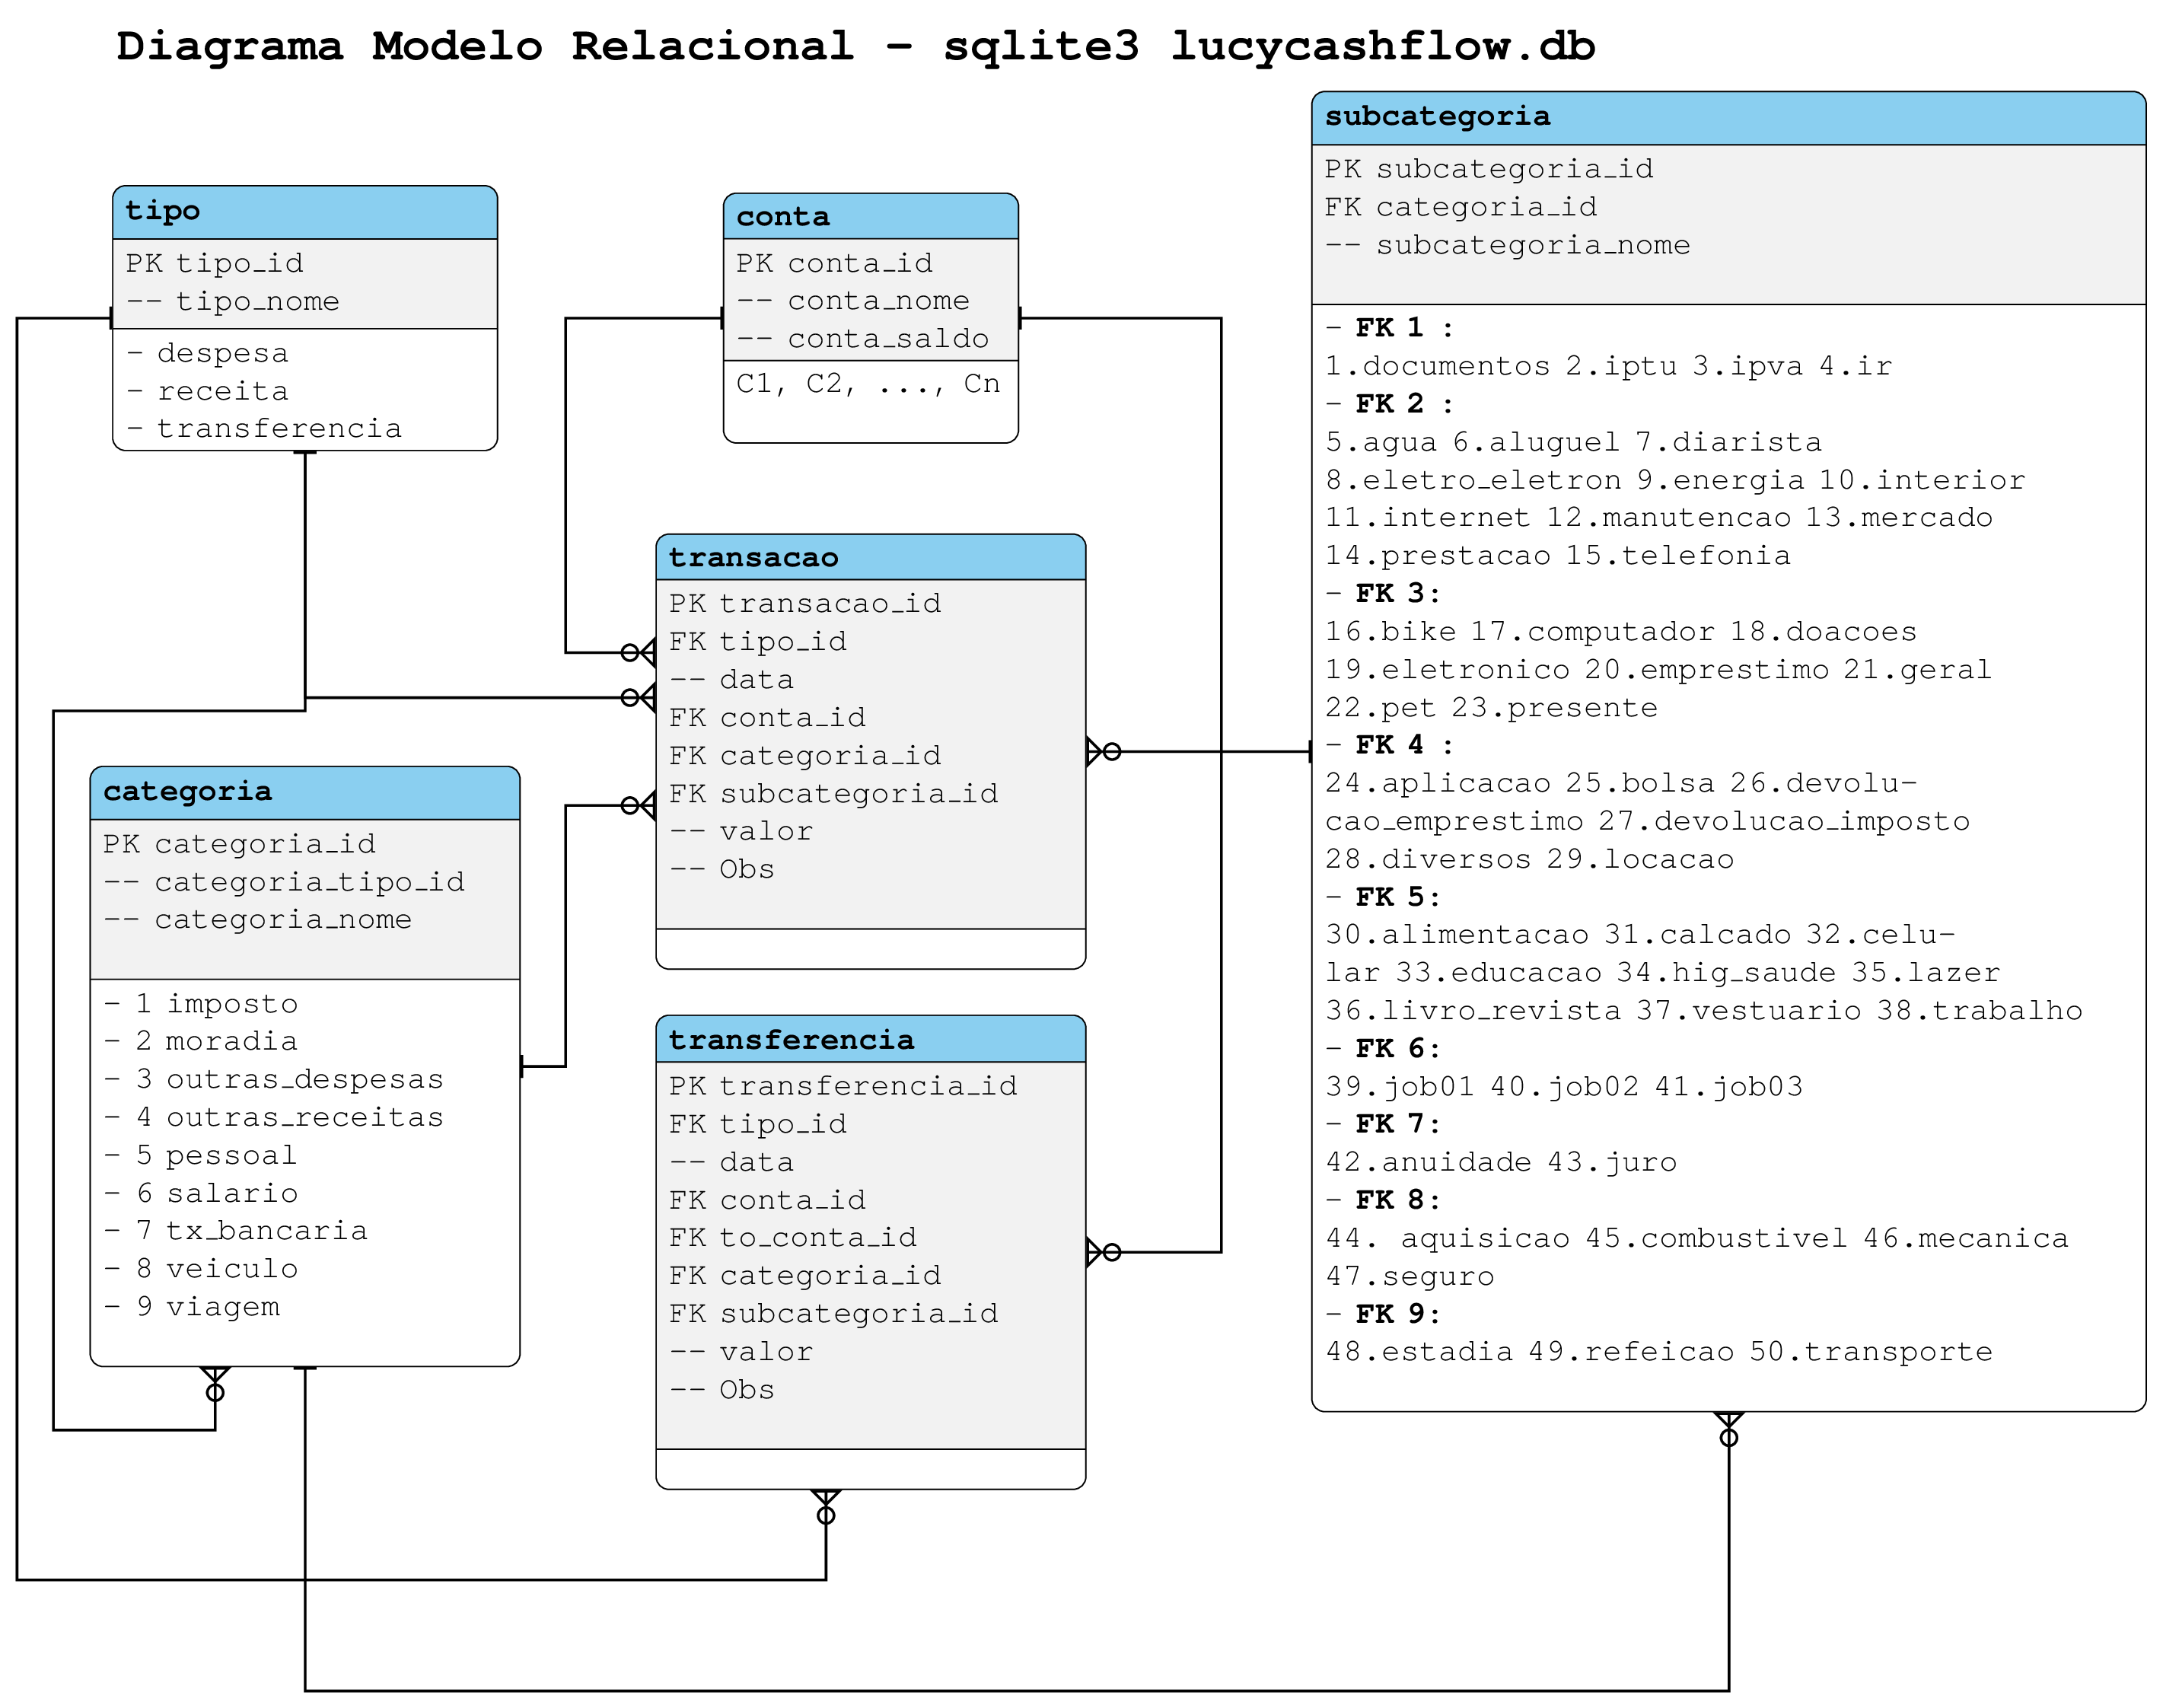 Diagrama Modelo Relacional - sqlite3 lucycashflow.db
tipo
PK tipo_id
-- tipo_nome
- despesa
- receita
- transferencia
conta
PK conta_id
-- conta_nome
-- conta_saldo
C1, C2, ..., Cn
transacao
PK transacao_id
FK tipo_id
-- data
FK conta_id
FK categoria_id
FK subcategoria_id
-- valor
-- Obs
categoria
PK categoria_id
-- categoria_tipo_id
-- categoria_nome
- 1 imposto
- 2 moradia
- 3 outras_despesas
- 4 outras_receitas
- 5 pessoal
- 6 salario
- 7 tx_bancaria
- 8 veiculo
- 9 viagem
transferencia
PK transferencia_id
FK tipo_id
-- data
FK conta_id
FK to_conta_id
FK categoria_id
FK subcategoria_id
-- valor
-- Obs
subcategoria
PK subcategoria_id
FK categoria_id
-- subcategoria_nome
- FK 1 :
1.documentos 2.iptu 3.ipva 4.ir
- FK 2 :
5.agua 6.aluguel 7.diarista
8.eletro_eletron 9.energia 10.interior
11.internet 12.manutencao 13.mercado
14.prestacao 15.telefonia
- FK 3:
16.bike 17.computador 18.doacoes
19.eletronico 20.emprestimo 21.geral
22.pet 23.presente
- FK 4 :
24.aplicacao 25.bolsa 26.devolu-
cao_emprestimo 27.devolucao_imposto
28.diversos 29.locacao
- FK 5:
30.alimentacao 31.calcado 32.celu-
lar 33.educacao 34.hig_saude 35.lazer
36.livro_revista 37.vestuario 38.trabalho
- FK 6:
39.job01 40.job02 41.job03
- FK 7:
42.anuidade 43.juro
- FK 8:
44. aquisicao 45.combustivel 46.mecanica
47.seguro
- FK 9:
48.estadia 49.refeicao 50.transporte